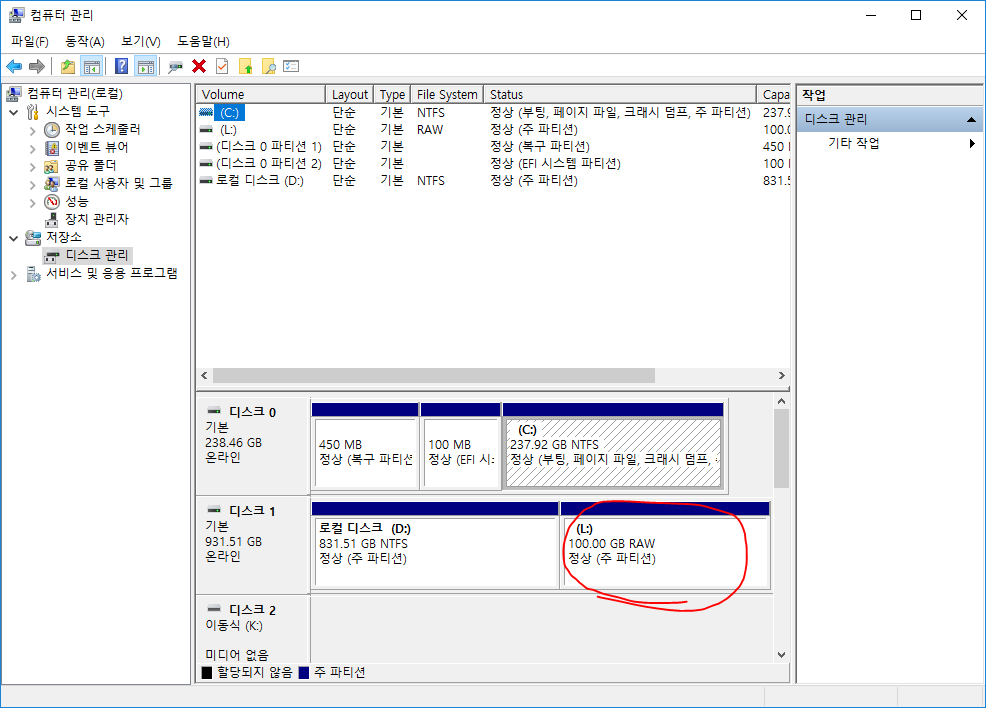 컴퓨터 관리
파일(F) 동작(A) 보기(V) 도움말(H)
컴퓨터 관리(로컬)
시스템 도구
작업 스케줄러
이벤트 뷰어
공유 폴더
로컬 사용자 및 그룹
성능
장치 관리자
저장소
디스크 관리
서비스 및 응용 프로그램
Volume Layout Type File System Status Capa
(C:) 단순 기본 NTFS 정상 (부팅, 페이지 파일, 크래시 덤프, 주 파티션) 237.9
(L:) 단순 기본 RAW 정상 (주 파티션) 100.0
(디스크 0 파티션 1) 단순 기본 정상 (복구 파티션) 450
(디스크 0 파티션 2) 단순 기본 정상 (EFI 시스템 파티션) 100
로컬 디스크 (D:) 단순 기본 NTFS 정상 (주 파티션) 831.5
디스크 0
기본
238.46 GB
온라인
450 MB
정상 (복구 파티션
100 MB
정상 (EFI 시
(C:)
237.92 GB NTFS
정상 (부팅, 페이지 파일, 크래시 덤프,
디스크 1
기본
931.51 GB
온라인
로컬 디스크 (D:)
831.51 GB NTFS
정상 (주 파티션)
(L:)
100.00 GB RAW
정상 (주 파티션)
디스크 2
이동식 (K:)
미디어 없음
할당되지 않음 주 파티션
작업
디스크 관리
기타 작업